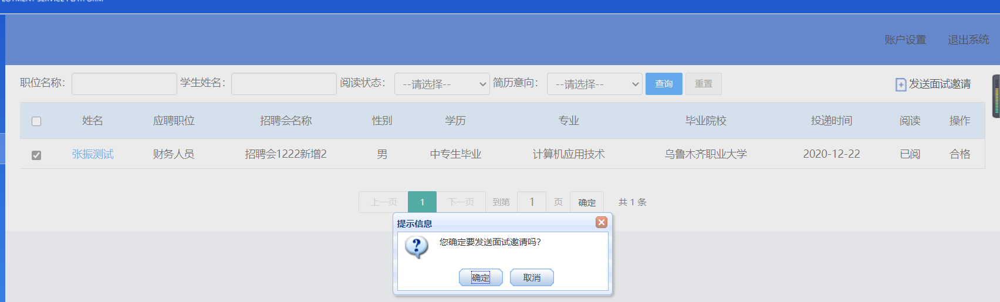 账户设置 退出系统
职位名称: 学生姓名: 阅读状态: --请选择-- 简历意向: --请选择-- 查询 重置 发送面试邀请
姓名 应聘职位 招聘会名称 性别 学历 专业 毕业院校 投递时间 阅读 操作
张振测试 财务人员 招聘会1222新增2 男 中专生毕业 计算机应用技术 乌鲁木齐职业大学 2020-12-22 已阅 合格
上一页 1 下一页 到第 1 页 确定 共 1 条
提示信息
您确定要发送面试邀请吗?
确定 取消